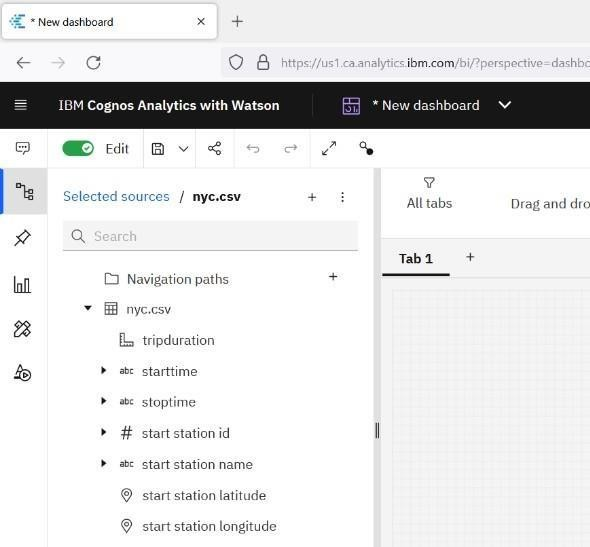 * New dashboard
https://us1.ca.analytics.ibm.com/bi/?perspective=dashbo
IBM Cognos Analytics with Watson
* New dashboard
Edit
Selected sources / nyc.csv
All tabs
Drag and dro
Search
Tab 1
Navigation paths
nyc.csv
tripduration
abc starttime
abc stoptime
# start station id
abc start station name
start station latitude
start station longitude